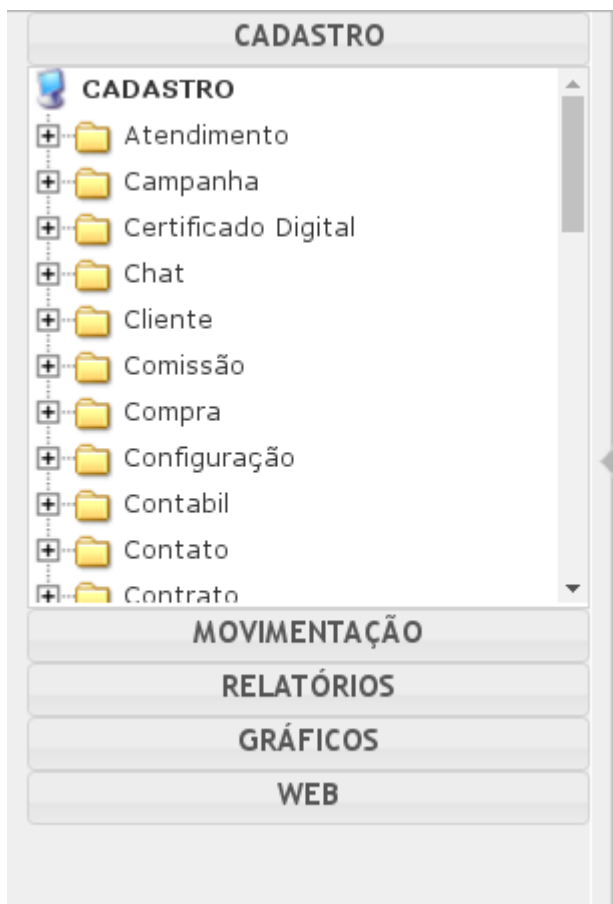 CADASTRO
CADASTRO
Atendimento
Campanha
Certificado Digital
Chat
Cliente
Comissão
Compra
Configuração
Contabil
Contato
Contrato
MOVIMENTAÇÃO
RELATÓRIOS
GRÁFICOS
WEB